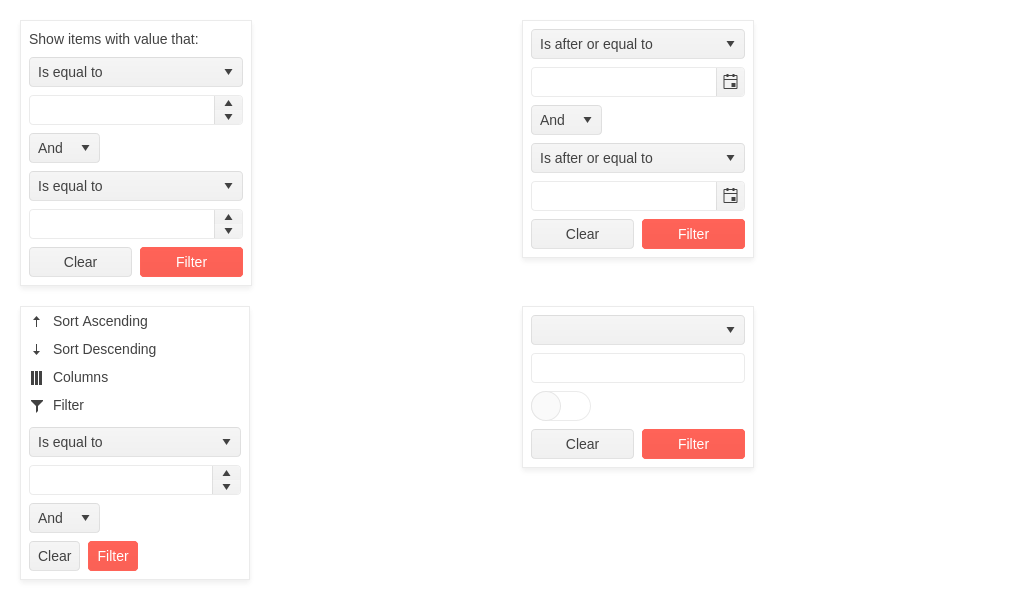 Show items with value that:
Is equal to
And
Is equal to
Clear Filter
Is after or equal to
And
Is after or equal to
Clear Filter
Sort Ascending
Sort Descending
Columns
Filter
Is equal to
And
Clear Filter
Clear Filter